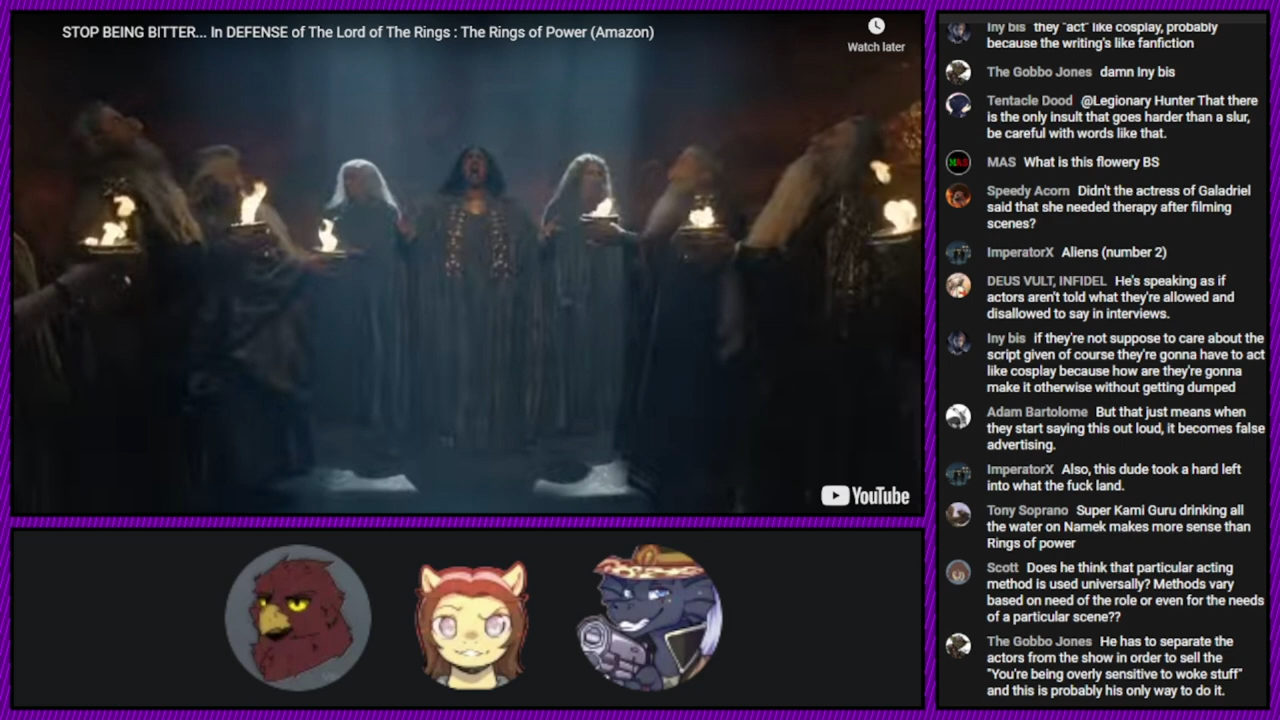 STOP BEING BITTER... In DEFENSE of The Lord of The Rings : The Rings of Power (Amazon)
Watch later
YouTube
Iny bis they "act" like cosplay, probably
because the writing's like fanfiction
The Gobbo Jones damn Iny bis
Tentacle Dood @Legionary Hunter That there
is the only insult that goes harder than a slur,
be careful with words like that.
MAS What is this flowery BS
Speedy Acorn Didn't the actress of Galadriel
said that she needed therapy after filming
scenes?
ImperatorX Aliens (number 2)
DEUS VULT, INFIDEL He's speaking as if
actors aren't told what they're allowed and
disallowed to say in interviews.
Iny bis if they're not suppose to care about the
script given of course they're gonna have to act
like cosplay because how are they're gonna
make it otherwise without getting dumped
Adam Bartolome But that just means when
they start saying this out loud, it becomes false
advertising.
ImperatorX Also, this dude took a hard left
into what the fuck land.
Tony Soprano Super Kami Guru drinking all
the water on Namek makes more sense than
Rings of power
Scott Does he think that particular acting
method is used universally? Methods vary
based on need of the role or even for the needs
of a particular scene??
The Gobbo Jones He has to separate the
actors from the show in order to sell the
"You're being overly sensitive to woke stuff"
and this is probably his only way to do it.